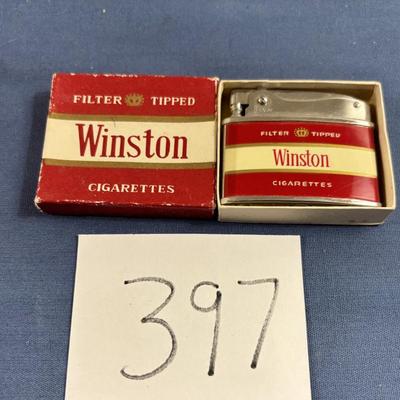 FILTER TIPPED
Winston
CIGARETTES
FILTER TIPPED
Winston
CIGARETTES
397